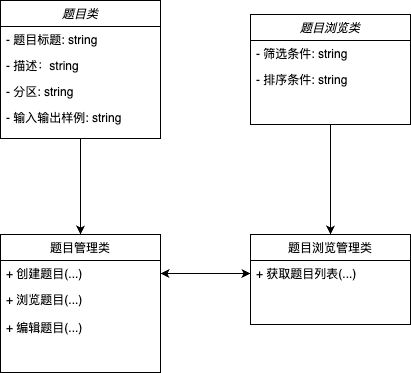 题目类
- 题目标题: string
- 描述：string
- 分区: string
- 输入输出样例: string
题目浏览类
- 筛选条件: string
- 排序条件: string
题目管理类
+ 创建题目(...)
+ 浏览题目(...)
+ 编辑题目(...)
题目浏览管理类
+ 获取题目列表(...)